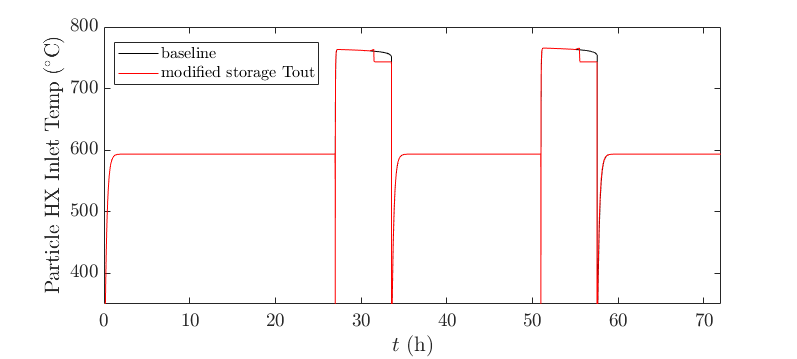 800
700
600
500
400
Particle HX Inlet Temp (°C)
baseline
modified storage Tout
0 10 20 30 40 50 60 70
t (h)